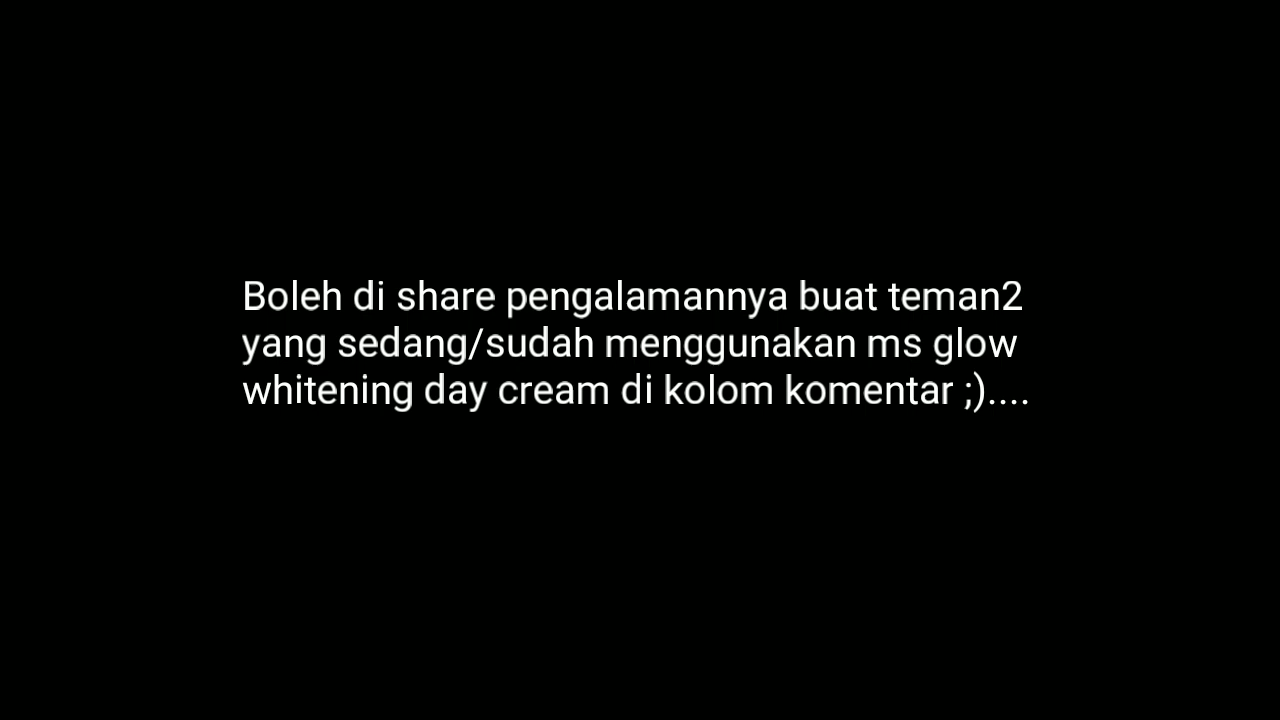 Boleh di share pengalamannya buat teman2
yang sedang/sudah menggunakan ms glow
whitening day cream di kolom komentar ;)....